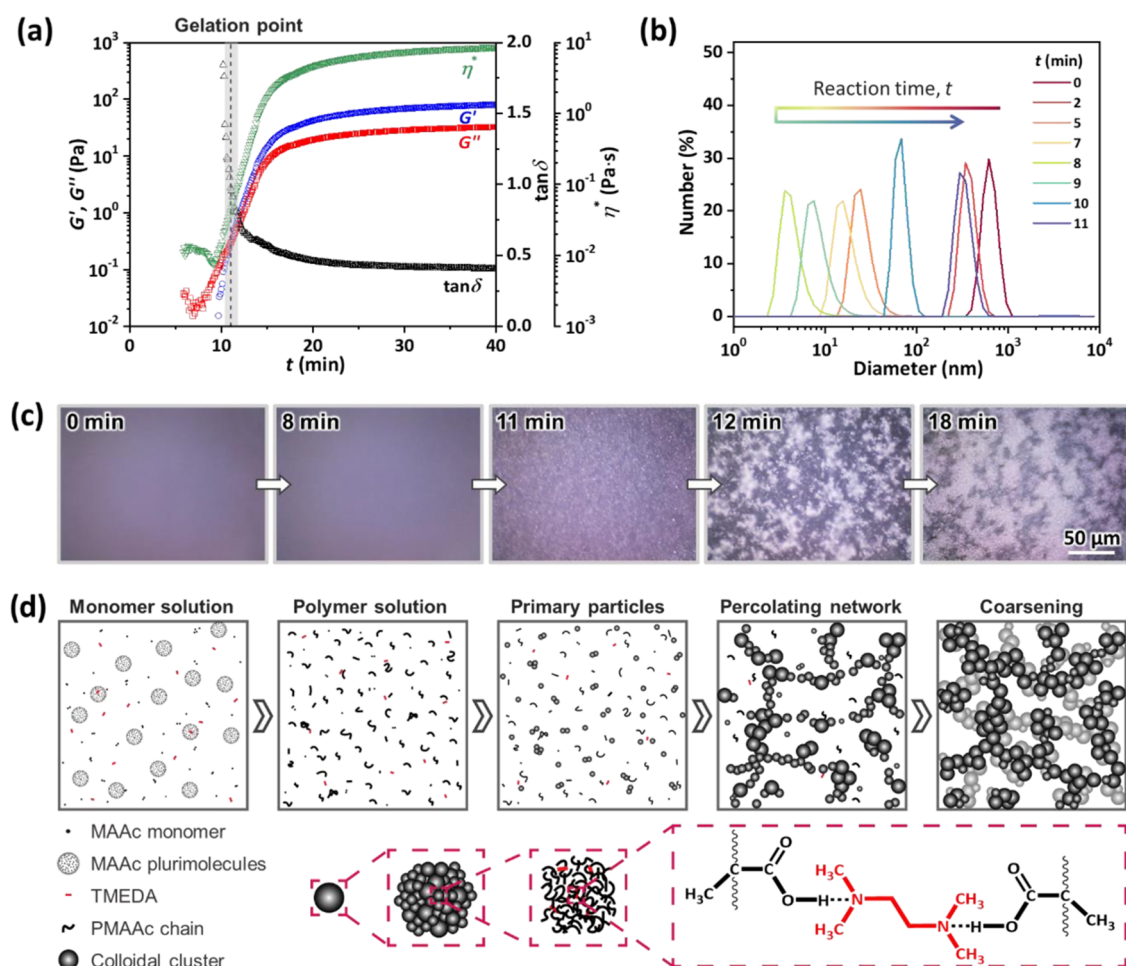 (a)
Gelation point
10³
10²
10¹
10⁰
10⁻¹
10⁻²
G', G'' (Pa)
0
10
20
30
40
t (min)
η*
G'
G''
tanδ
2.0
1.5
1.0
0.5
0.0
tanδ
10¹
10⁰
10⁻¹
10⁻²
10⁻³
η* (Pa·s)
(b)
50
40
30
20
10
0
Number (%)
10⁰
10¹
10²
10³
10⁴
Diameter (nm)
Reaction time, t
t (min)
0
2
5
7
8
9
10
11
(c)
0 min
8 min
11 min
12 min
18 min
50 µm
(d)
Monomer solution
Polymer solution
Primary particles
Percolating network
Coarsening
MAAc monomer
MAAc plurimolecules
TMEDA
PMAAc chain
Colloidal cluster
H₃C
O
O
H
H₃C
N
H₃C
CH₃
N
CH₃
H
O
O
CH₃